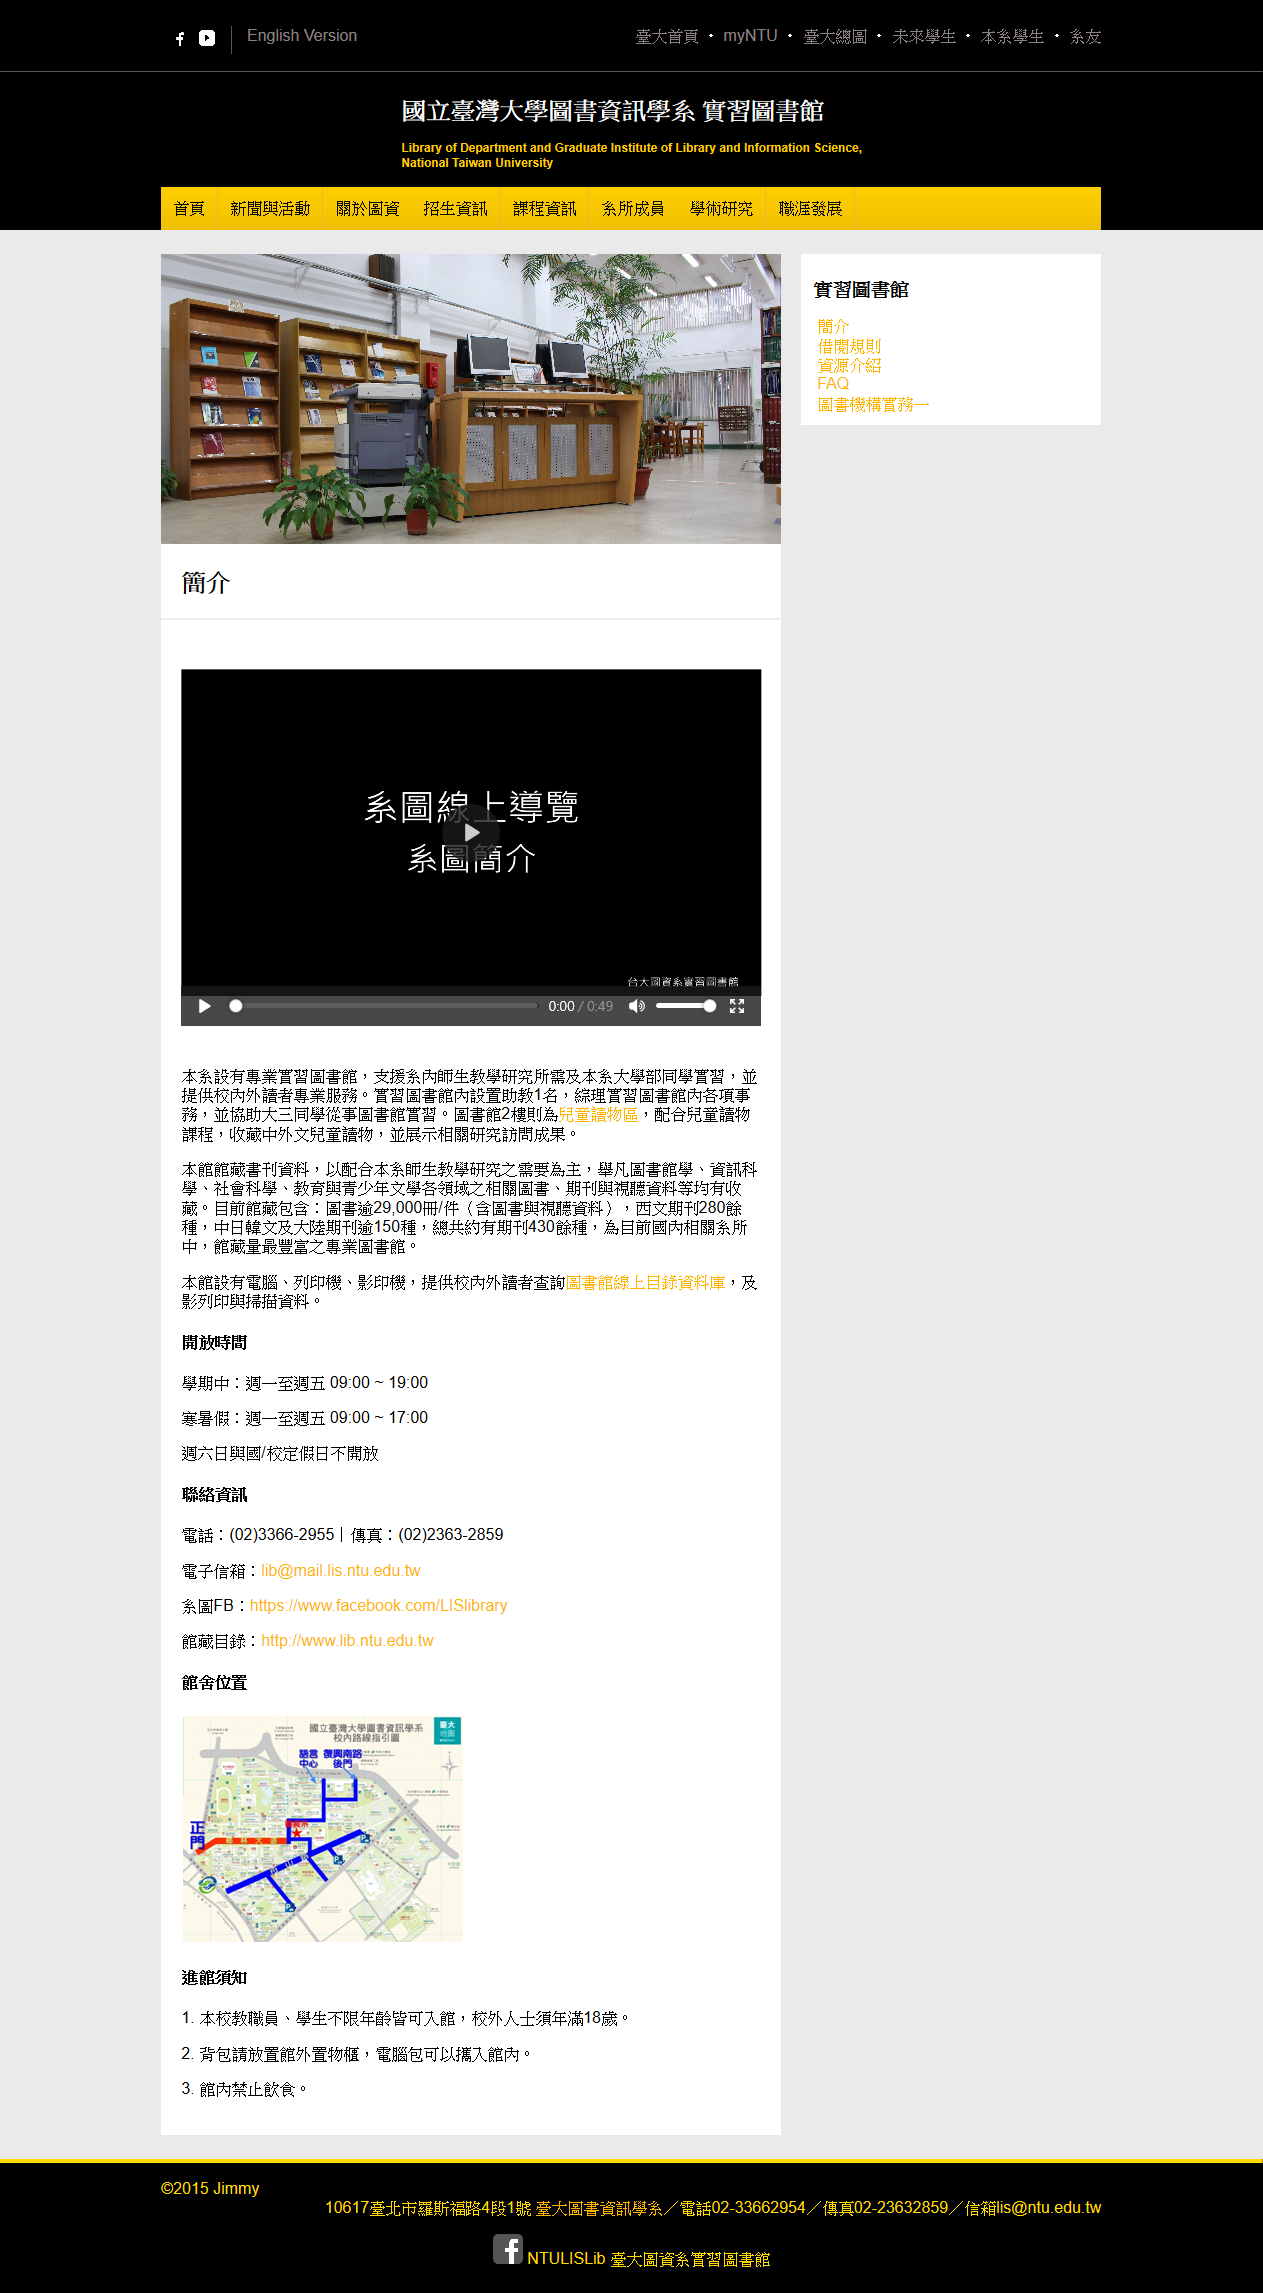 English Version
臺大首頁 • myNTU • 臺大總圖 • 未來學生 • 本系學生 • 系友
國立臺灣大學圖書資訊學系 實習圖書館
Library of Department and Graduate Institute of Library and Information Science,
National Taiwan University
首頁 新聞與活動 關於圖資 招生資訊 課程資訊 系所成員 學術研究 職涯發展
實習圖書館
簡介
借閱規則
資源介紹
FAQ
圖書機構實務一
簡介
系圖線上導覽
系圖簡介
台大圖資系實習圖書館
0:00 / 0:49
本系設有專業實習圖書館，支援系內師生教學研究所需及本系大學部同學實習，並
提供校內外讀者專業服務。實習圖書館內設置助教1名，綜理實習圖書館內各項事
務，並協助大三同學從事圖書館實習。圖書館2樓則為兒童讀物區，配合兒童讀物
課程，收藏中外文兒童讀物，並展示相關研究訪問成果。
本館館藏書刊資料，以配合本系師生教學研究之需要為主，舉凡圖書館學、資訊科
學、社會科學、教育與青少年文學各領域之相關圖書、期刊與視聽資料等均有收
藏。目前館藏包含：圖書逾29,000冊/件（含圖書與視聽資料），西文期刊280餘
種，中日韓文及大陸期刊逾150種，總共約有期刊430餘種，為目前國內相關系所
中，館藏量最豐富之專業圖書館。
本館設有電腦、列印機、影印機，提供校內外讀者查詢圖書館線上目錄資料庫，及
影列印與掃描資料。
開放時間
學期中：週一至週五 09:00 ~ 19:00
寒暑假：週一至週五 09:00 ~ 17:00
週六日與國/校定假日不開放
聯絡資訊
電話：(02)3366-2955 | 傳真：(02)2363-2859
電子信箱：lib@mail.lis.ntu.edu.tw
系圖FB：https://www.facebook.com/LISlibrary
館藏目錄：http://www.lib.ntu.edu.tw
館舍位置
國立臺灣大學圖書資訊學系
校內路線指引圖
臺大
地圖
語言
中心
復興南路
後門
正門
進館須知
1. 本校教職員、學生不限年齡皆可入館，校外人士須年滿18歲。
2. 背包請放置館外置物櫃，電腦包可以攜入館內。
3. 館內禁止飲食。
©2015 Jimmy
10617臺北市羅斯福路4段1號 臺大圖書資訊學系／電話02-33662954／傳真02-23632859／信箱lis@ntu.edu.tw
NTULISLib 臺大圖資系實習圖書館